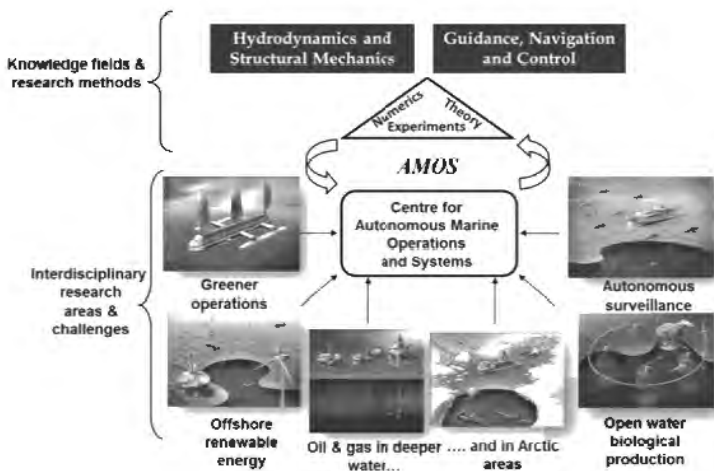 Hydrodynamics and
Structural Mechanics
Guidance, Navigation
and Control
Knowledge fields &
research methods
Numerics
Theory
Experiments
AMOS
Centre for
Autonomous Marine
Operations
and Systems
Greener
operations
Autonomous
surveillance
Interdisciplinary
research
areas & challenges
Offshore
renewable
energy
Oil & gas in deeper
water...
.... and in Arctic
areas
Open water
biological
production